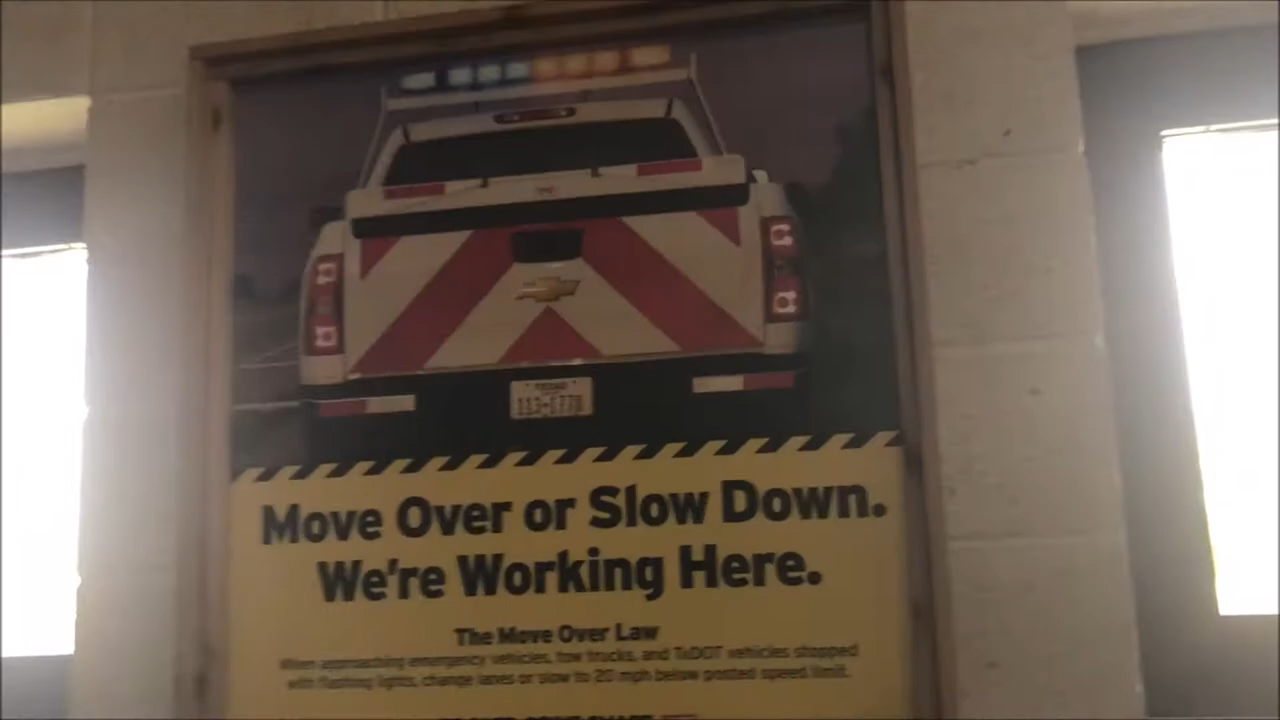 TEXAS
Move Over or Slow Down.
We're Working Here.
The Move Over Law
When approaching emergency vehicles, tow trucks, and TxDOT vehicles stopped
with flashing lights, change lanes or slow to 20 mph below posted speed limit.